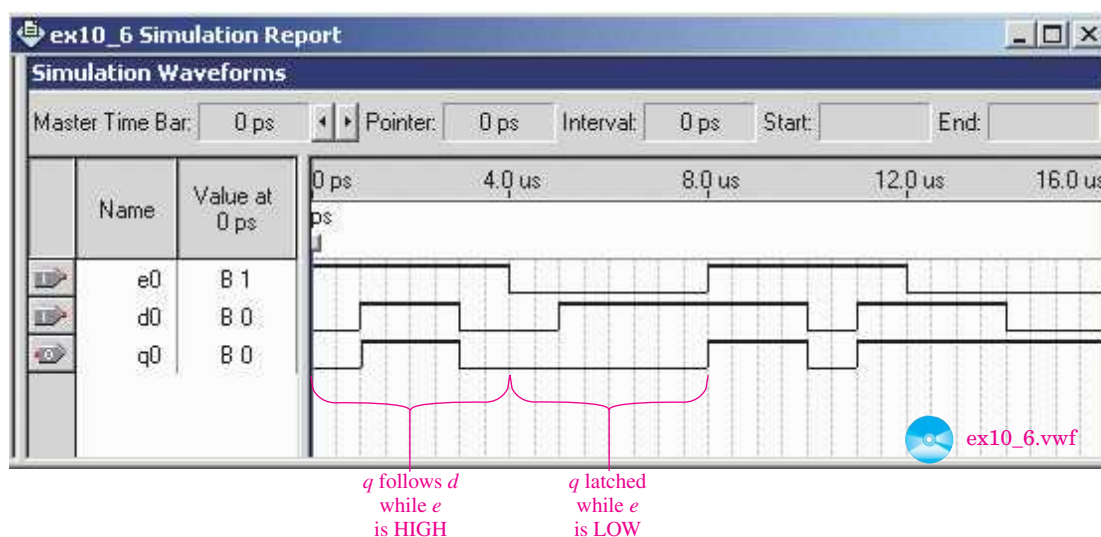 ex10_6 Simulation Report
Simulation Waveforms
Master Time Bar: 0 ps Pointer: 0 ps Interval: 0 ps Start: End:
Name Value at 0 ps 0 ps 4.0 us 8.0 us 12.0 us 16.0 us
ps
e0 B 1
d0 B 0
q0 B 0
ex10_6.vwf
q follows d
while e
is HIGH
q latched
while e
is LOW